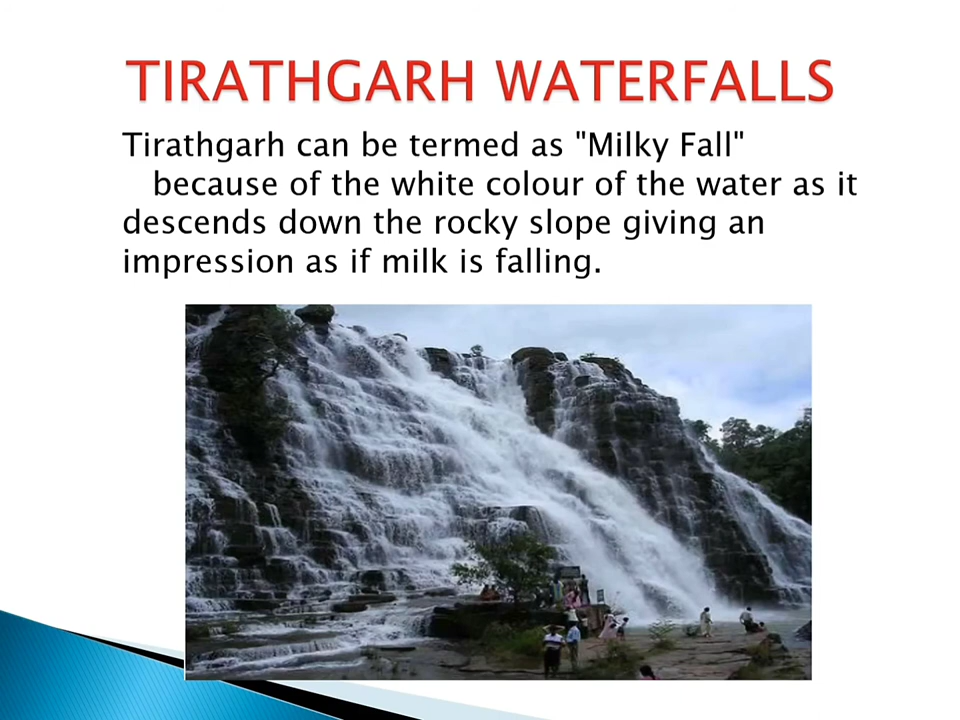 TIRATHGARH WATERFALLS
Tirathgarh can be termed as "Milky Fall"
because of the white colour of the water as it
descends down the rocky slope giving an
impression as if milk is falling.